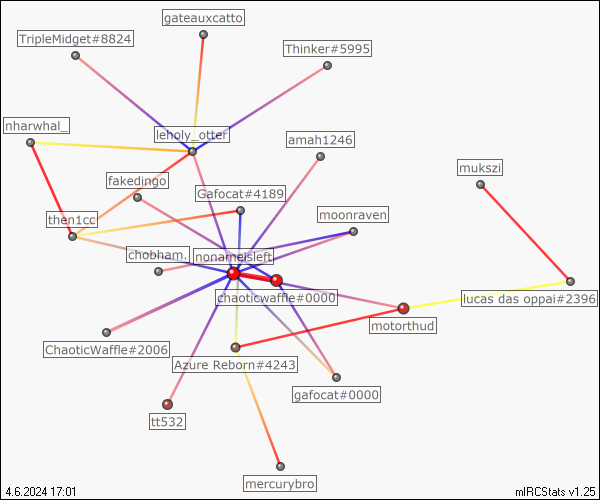 gateauxcatto
TripleMidget#8824
Thinker#5995
nharwhal_
leholy_otter
amah1246
mukszi
fakedingo
Gafocat#4189
then1cc
moonraven
chobham.
nonameisleft
chaoticwaffle#0000
lucas das oppai#2396
motorthud
ChaoticWaffle#2006
Azure Reborn#4243
gafocat#0000
tt532
mercurybro
4.6.2024 17:01
mIRCStats v1.25